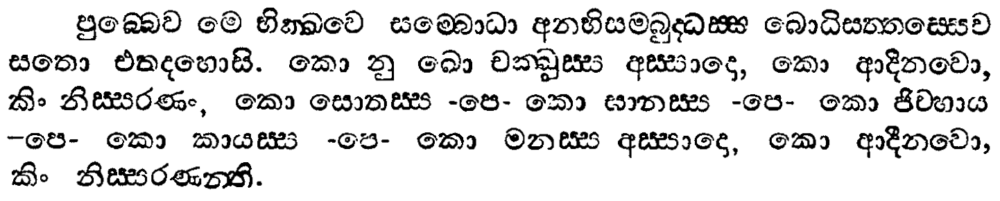 පුබ්බෙව මෙ භික්ඛවෙ සම්බොධා අනභිසම්බුද්ධස්ස බොධිසත්තස්සෙව
සතො එතදහොසි. කො නු ඛො චක්ඛුස්ස අස්සාදො, කො ආදීනවො,
කිං නිස්සරණං, කො සොතස්ස -පෙ- කො ඝානස්ස -පෙ- කො ජිව්හාය
–පෙ- කො කායස්ස -පෙ- කො මනස්ස අස්සාදො, කො ආදීනවො,
කිං නිස්සරණන්ති.